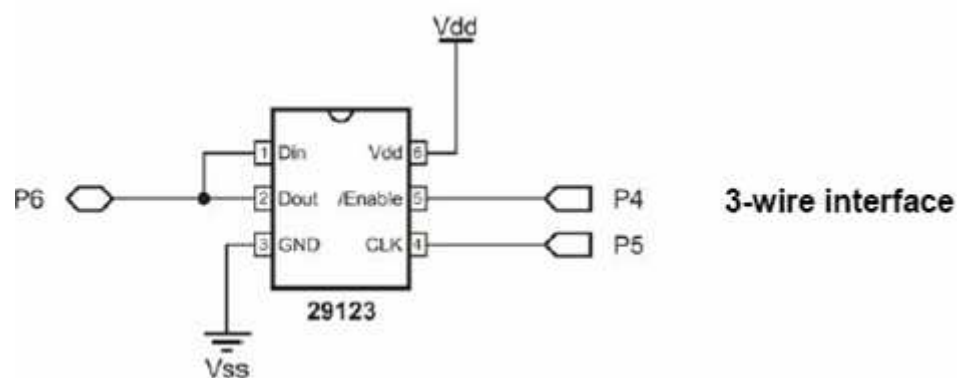 Vdd
1 Din Vdd 6
P6 2 Dout /Enable 5 P4 3-wire interface
3 GND CLK 4 P5
29123
Vss